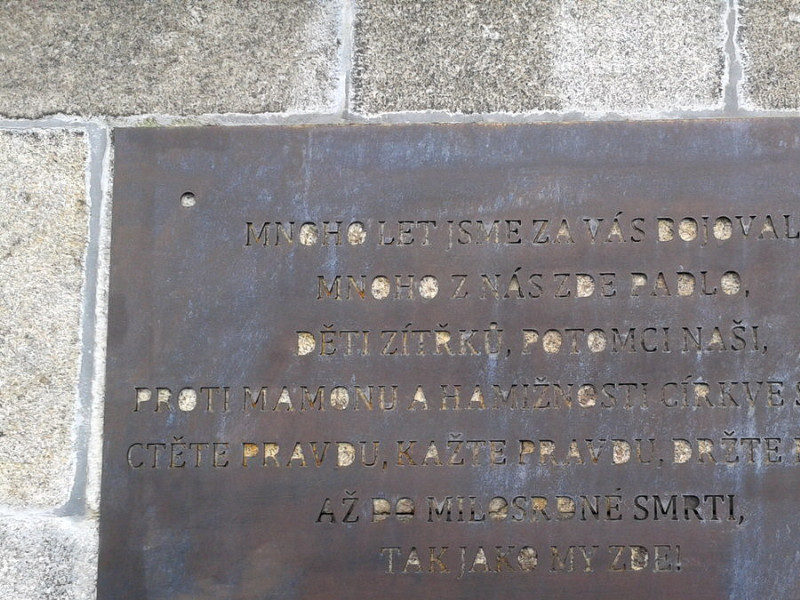 MNOHO LET JSME ZA VÁS BOJOVAL
MNOHO Z NÁS ZDE PADLO,
DĚTI ZÍTŘKŮ, POTOMCI NAŠI,
PROTI MAMONU A HAMIŽNOSTI CÍRKVE
CTĚTE PRAVDU, KAŽTE PRAVDU, DRŽTE
AŽ DO MILOSRDNÉ SMRTI,
TAK JAKO MY ZDE!